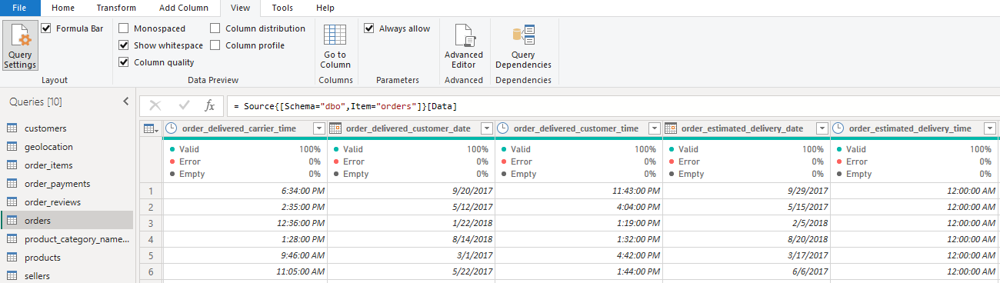 File Home Transform Add Column View Tools Help
Query Settings
Formula Bar
Layout
Monospaced
Show whitespace
Column quality
Column distribution
Column profile
Data Preview
Go to Column
Columns
Always allow
Parameters
Advanced Editor
Advanced
Query Dependencies
Dependencies
Queries [10]
customers
geolocation
order_items
order_payments
order_reviews
orders
product_category_name...
products
sellers
fx = Source{[Schema="dbo",Item="orders"]}[Data]
order_delivered_carrier_time order_delivered_customer_date order_delivered_customer_time order_estimated_delivery_date order_estimated_delivery_time
Valid 100% Valid 100% Valid 100% Valid 100% Valid 100%
Error 0% Error 0% Error 0% Error 0% Error 0%
Empty 0% Empty 0% Empty 0% Empty 0% Empty 0%
1 6:34:00 PM 9/20/2017 11:43:00 PM 9/29/2017 12:00:00 AM
2 2:35:00 PM 5/12/2017 4:04:00 PM 5/15/2017 12:00:00 AM
3 12:36:00 PM 1/22/2018 1:19:00 PM 2/5/2018 12:00:00 AM
4 1:28:00 PM 8/14/2018 1:32:00 PM 8/20/2018 12:00:00 AM
5 9:46:00 AM 3/1/2017 4:42:00 PM 3/17/2017 12:00:00 AM
6 11:05:00 AM 5/22/2017 1:44:00 PM 6/6/2017 12:00:00 AM